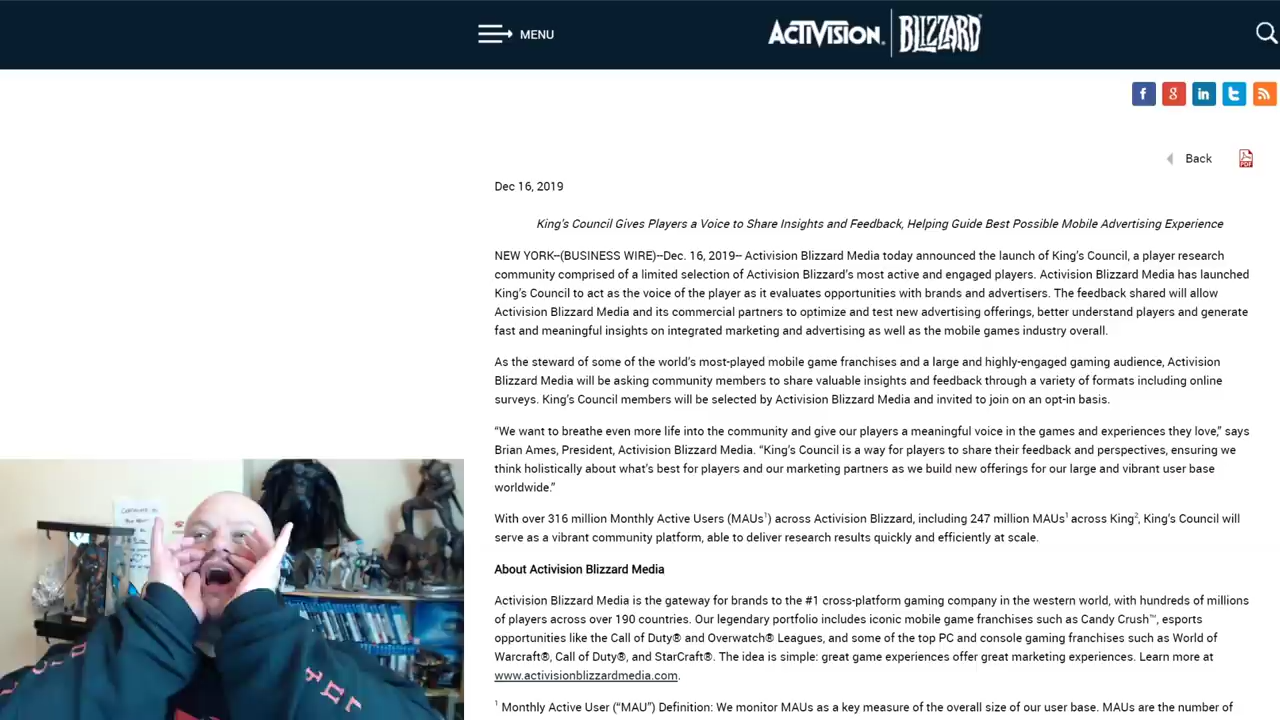 MENU
ACTIVISION. BLIZZARD
Back
Dec 16, 2019
King's Council Gives Players a Voice to Share Insights and Feedback, Helping Guide Best Possible Mobile Advertising Experience
NEW YORK--(BUSINESS WIRE)--Dec. 16, 2019-- Activision Blizzard Media today announced the launch of King's Council, a player research
community comprised of a limited selection of Activision Blizzard's most active and engaged players. Activision Blizzard Media has launched
King's Council to act as the voice of the player as it evaluates opportunities with brands and advertisers. The feedback shared will allow
Activision Blizzard Media and its commercial partners to optimize and test new advertising offerings, better understand players and generate
fast and meaningful insights on integrated marketing and advertising as well as the mobile games industry overall.
As the steward of some of the world's most-played mobile game franchises and a large and highly-engaged gaming audience, Activision
Blizzard Media will be asking community members to share valuable insights and feedback through a variety of formats including online
surveys. King's Council members will be selected by Activision Blizzard Media and invited to join on an opt-in basis.
“We want to breathe even more life into the community and give our players a meaningful voice in the games and experiences they love,” says
Brian Ames, President, Activision Blizzard Media. “King's Council is a way for players to share their feedback and perspectives, ensuring we
think holistically about what's best for players and our marketing partners as we build new offerings for our large and vibrant user base
worldwide.”
With over 316 million Monthly Active Users (MAUs¹) across Activision Blizzard, including 247 million MAUs¹ across King², King's Council will
serve as a vibrant community platform, able to deliver research results quickly and efficiently at scale.
About Activision Blizzard Media
Activision Blizzard Media is the gateway for brands to the #1 cross-platform gaming company in the western world, with hundreds of millions
of players across over 190 countries. Our legendary portfolio includes iconic mobile game franchises such as Candy Crush™, esports
opportunities like the Call of Duty® and Overwatch® Leagues, and some of the top PC and console gaming franchises such as World of
Warcraft®, Call of Duty®, and StarCraft®. The idea is simple: great game experiences offer great marketing experiences. Learn more at
www.activisionblizzardmedia.com.
¹ Monthly Active User (“MAU”) Definition: We monitor MAUs as a key measure of the overall size of our user base. MAUs are the number of